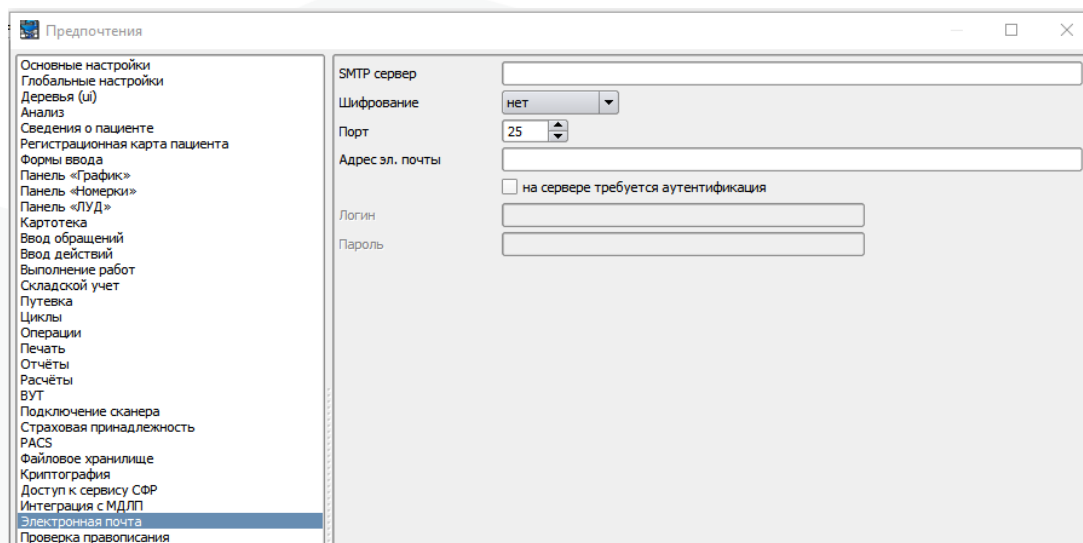 Предпочтения
Основные настройки
Глобальные настройки
Деревья (ui)
Анализ
Сведения о пациенте
Регистрационная карта пациента
Формы ввода
Панель «График»
Панель «Номерки»
Панель «ЛУД»
Картотека
Ввод обращений
Ввод действий
Выполнение работ
Складской учет
Путевка
Циклы
Операции
Печать
Отчёты
Расчёты
ВУТ
Подключение сканера
Страховая принадлежность
PACS
Файловое хранилище
Криптография
Доступ к сервису СФР
Интеграция с МДЛП
Электронная почта
Проверка правописания
SMTP сервер
Шифрование нет
Порт 25
Адрес эл. почты
на сервере требуется аутентификация
Логин
Пароль